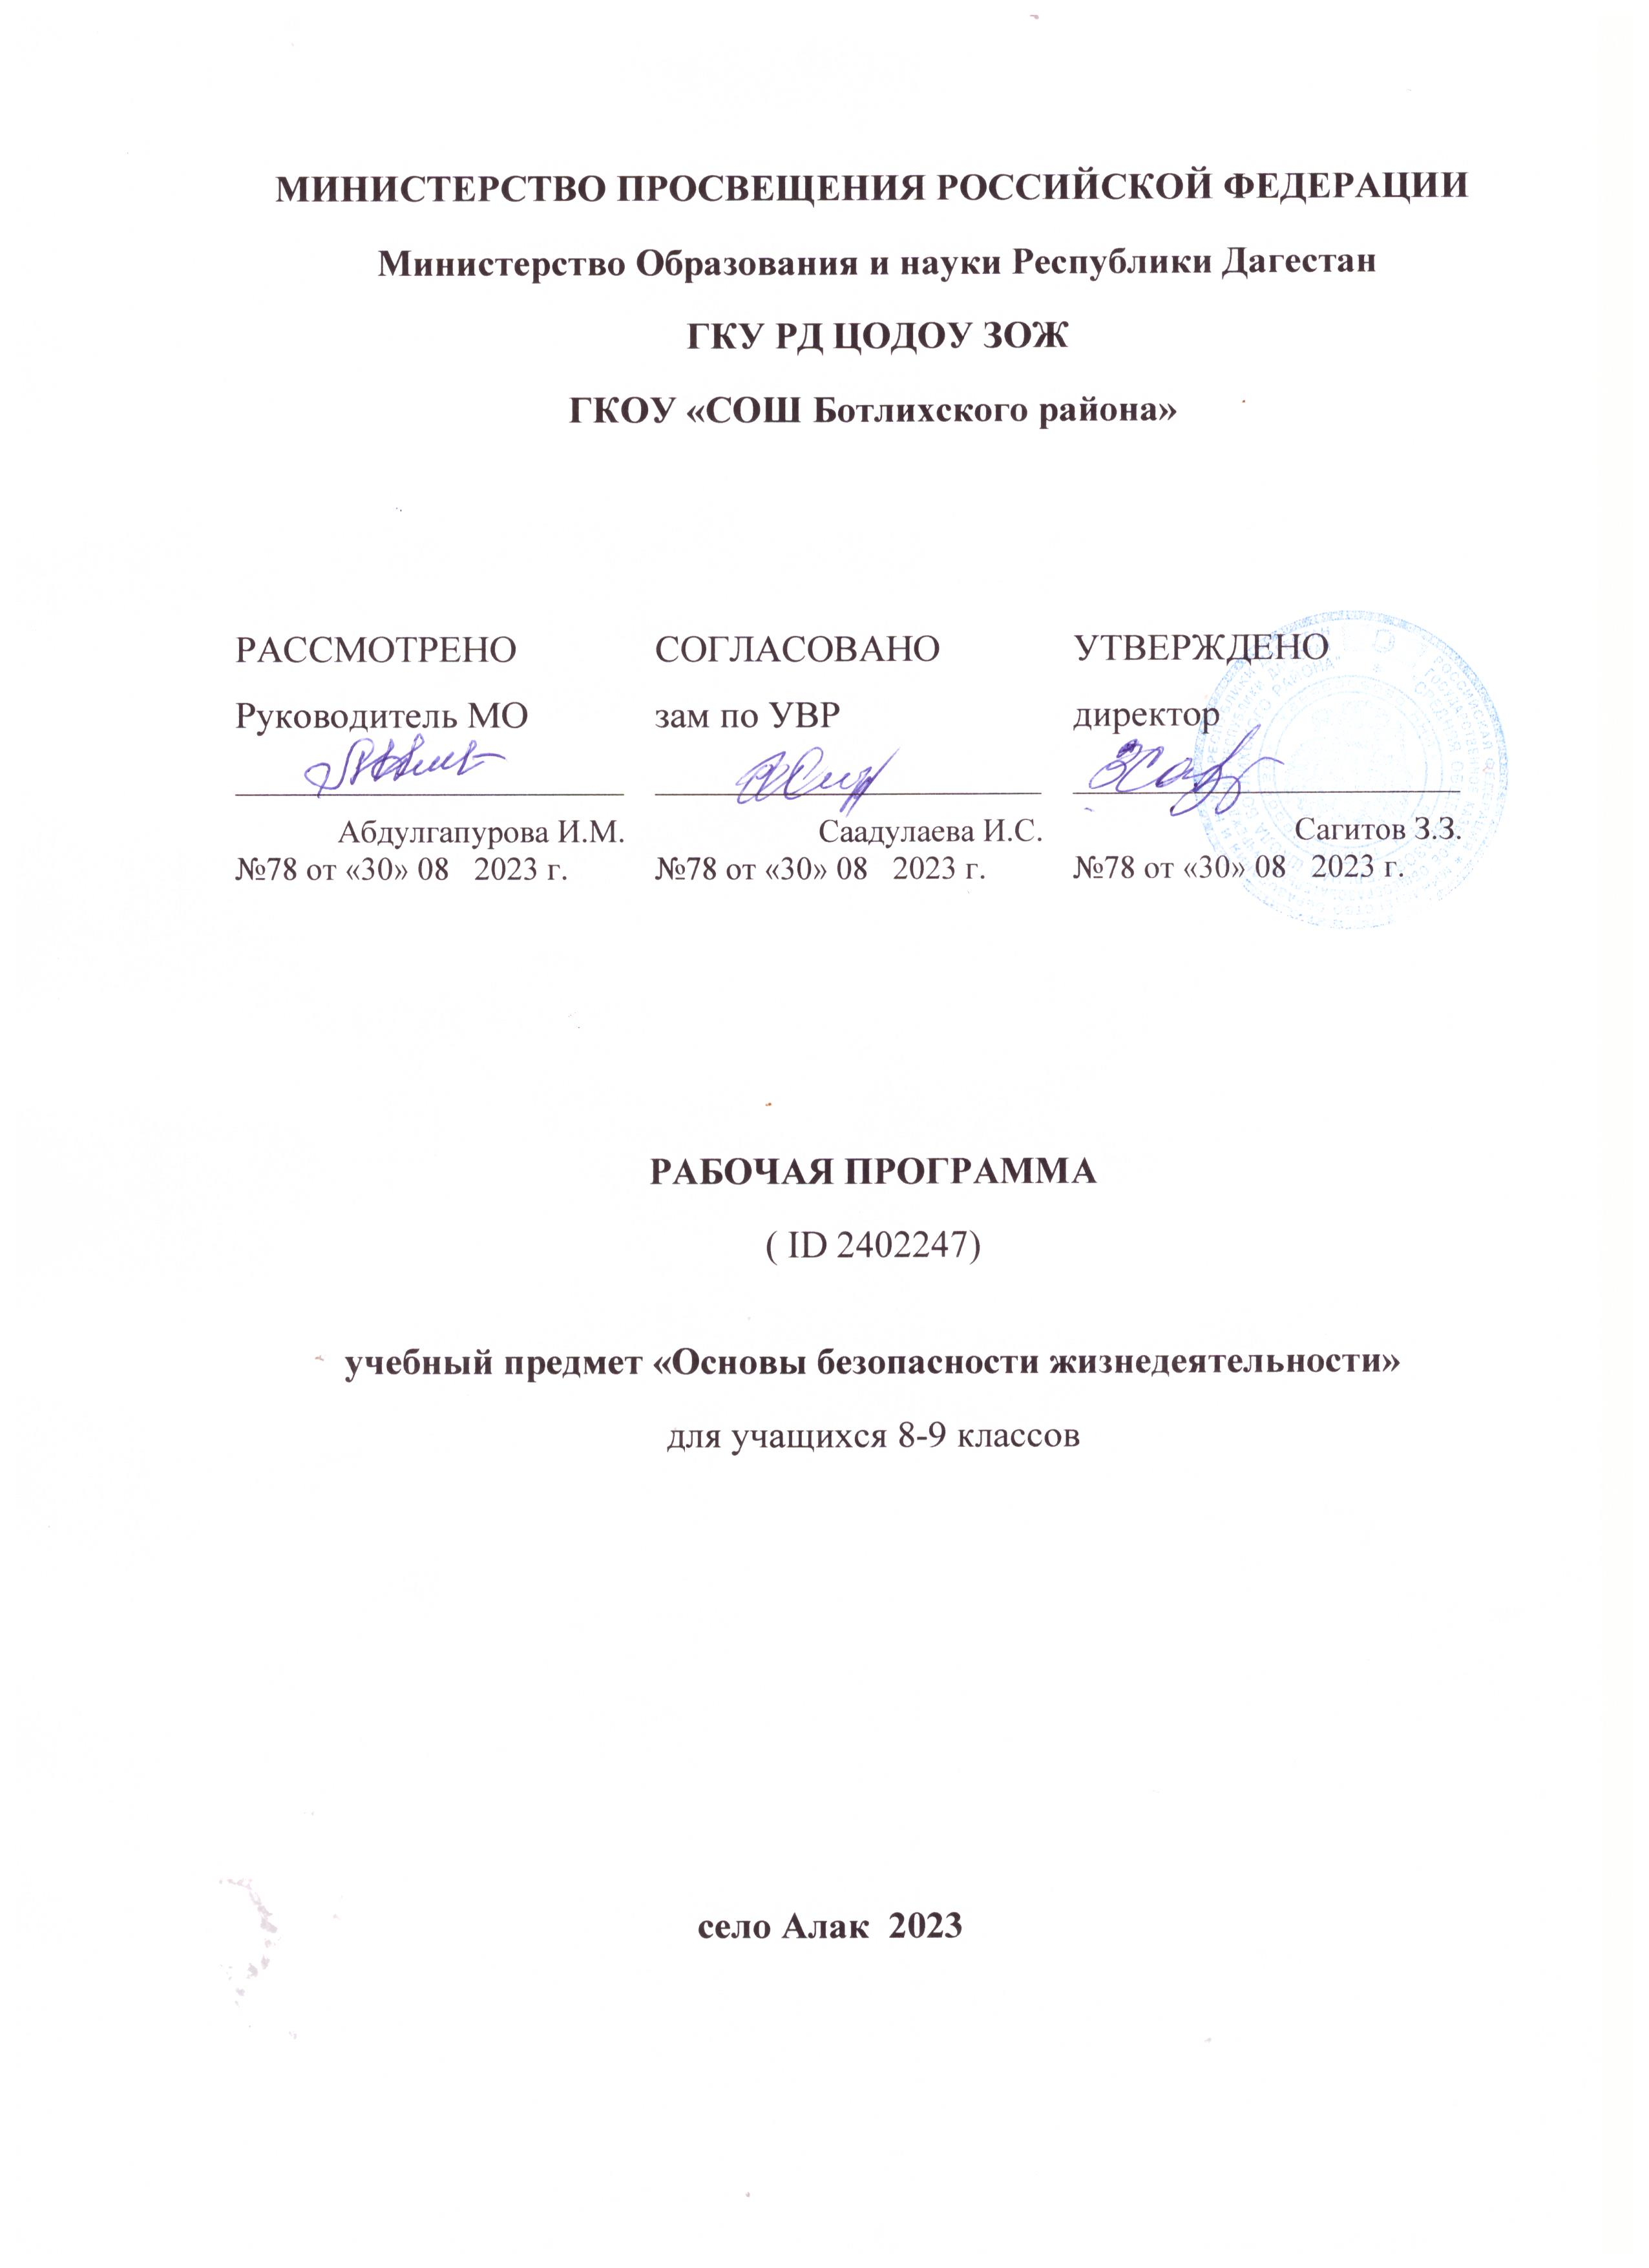 МИНИСТЕРСТВО ПРОСВЕЩЕНИЯ РОССИЙСКОЙ ФЕДЕРАЦИИ
Министерство Образования и науки Республики Дагестан
ГКУ РД ЦОДОУ ЗОЖ
ГКОУ «СОШ Ботлихского района»
РАССМОТРЕНО
Руководитель МО
Абдулгапурова И.М.
№78 от «30» 08 2023 г.
СОГЛАСОВАНО
зам по УВР
Саадулаева И.С.
№78 от «30» 08 2023 г.
УТВЕРЖДЕНО
директор
Сагитов З.З.
№78 от «30» 08 2023 г.
РАБОЧАЯ ПРОГРАММА
( ID 2402247)
учебный предмет «Основы безопасности жизнедеятельности»
для учащихся 8-9 классов
село Алак 2023